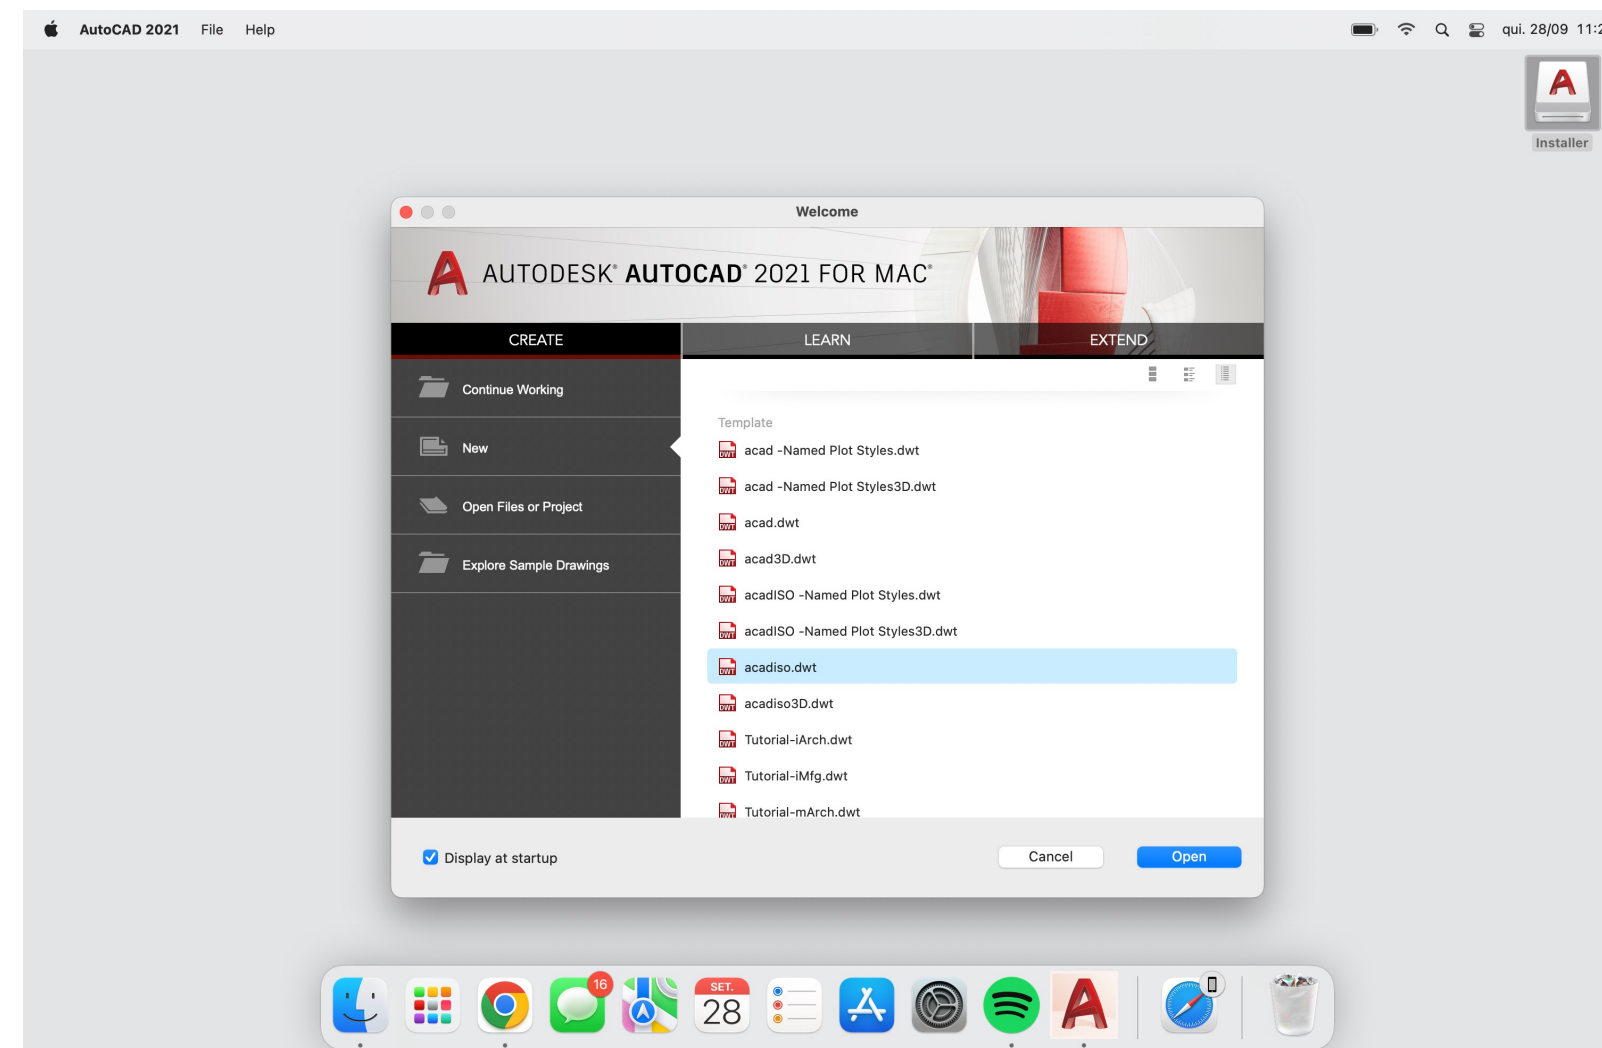 AutoCAD 2021 File Help qui. 28/09
Installer
Welcome
AUTODESK® AUTOCAD® 2021 FOR MAC®
CREATE LEARN EXTEND
Continue Working
New
Open Files or Project
Explore Sample Drawings
Template
acad -Named Plot Styles.dwt
acad -Named Plot Styles3D.dwt
acad.dwt
acad3D.dwt
acadISO -Named Plot Styles.dwt
acadISO -Named Plot Styles3D.dwt
acadiso.dwt
acadiso3D.dwt
Tutorial-iArch.dwt
Tutorial-iMfg.dwt
Tutorial-mArch.dwt
Display at startup
Cancel Open
16
SET.
28